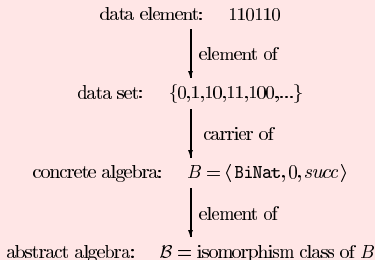 data element: 110110
element of
data set: {0,1,10,11,100,...}
carrier of
concrete algebra: B = ⟨ BiNat, 0, succ ⟩
element of
abstract algebra: ℬ = isomorphism class of B